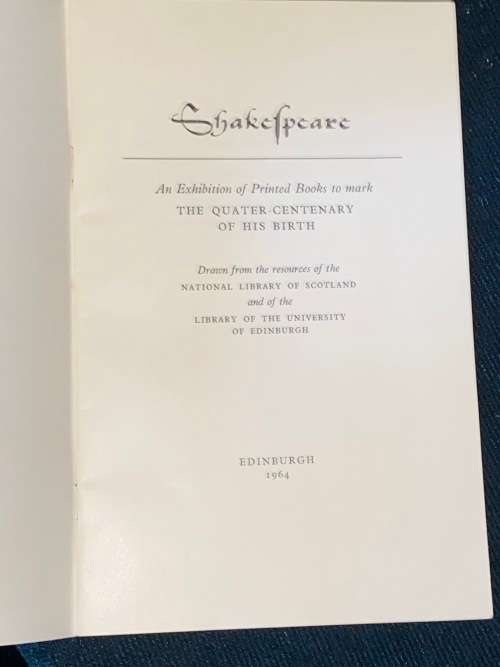 Shakeſpeare
An Exhibition of Printed Books to mark
THE QUATER-CENTENARY
OF HIS BIRTH
Drawn from the resources of the
NATIONAL LIBRARY OF SCOTLAND
and of the
LIBRARY OF THE UNIVERSITY
OF EDINBURGH
EDINBURGH
1964